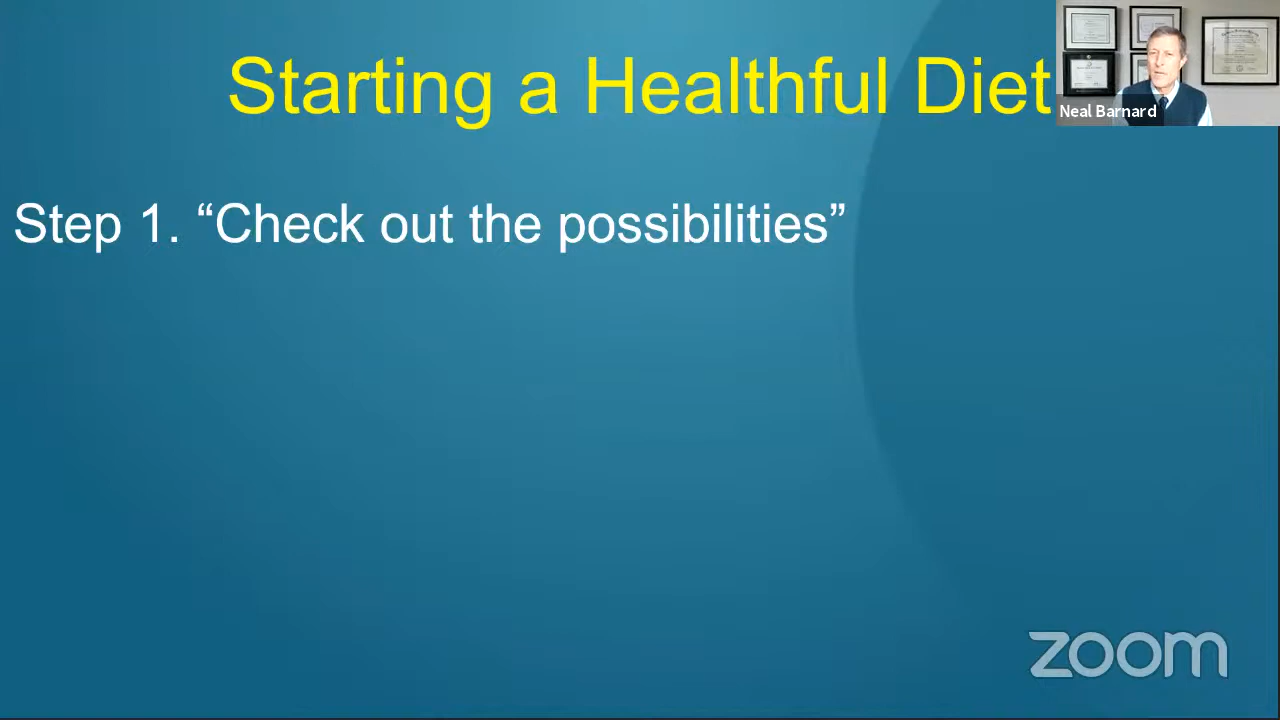 Starting a Healthful Diet
Neal Barnard
Step 1. “Check out the possibilities”
zoom